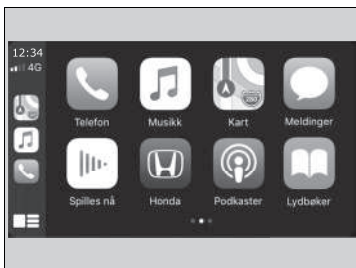 12:34
4G
Telefon
Musikk
Kart
Meldinger
Spilles nå
Honda
Podkaster
Lydbøker